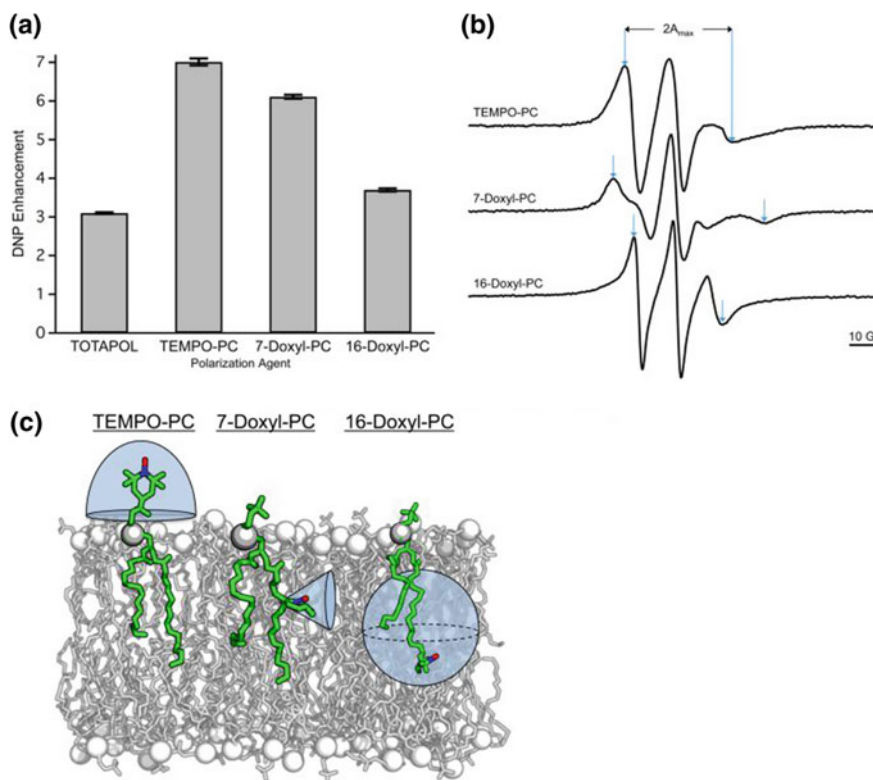 (a)
DNP Enhancement
7
6
5
4
3
2
1
0
TOTAPOL TEMPO-PC 7-Doxyl-PC 16-Doxyl-PC
Polarization Agent
(b)
2Amax
TEMPO-PC
7-Doxyl-PC
16-Doxyl-PC
10 G
(c)
TEMPO-PC 7-Doxyl-PC 16-Doxyl-PC